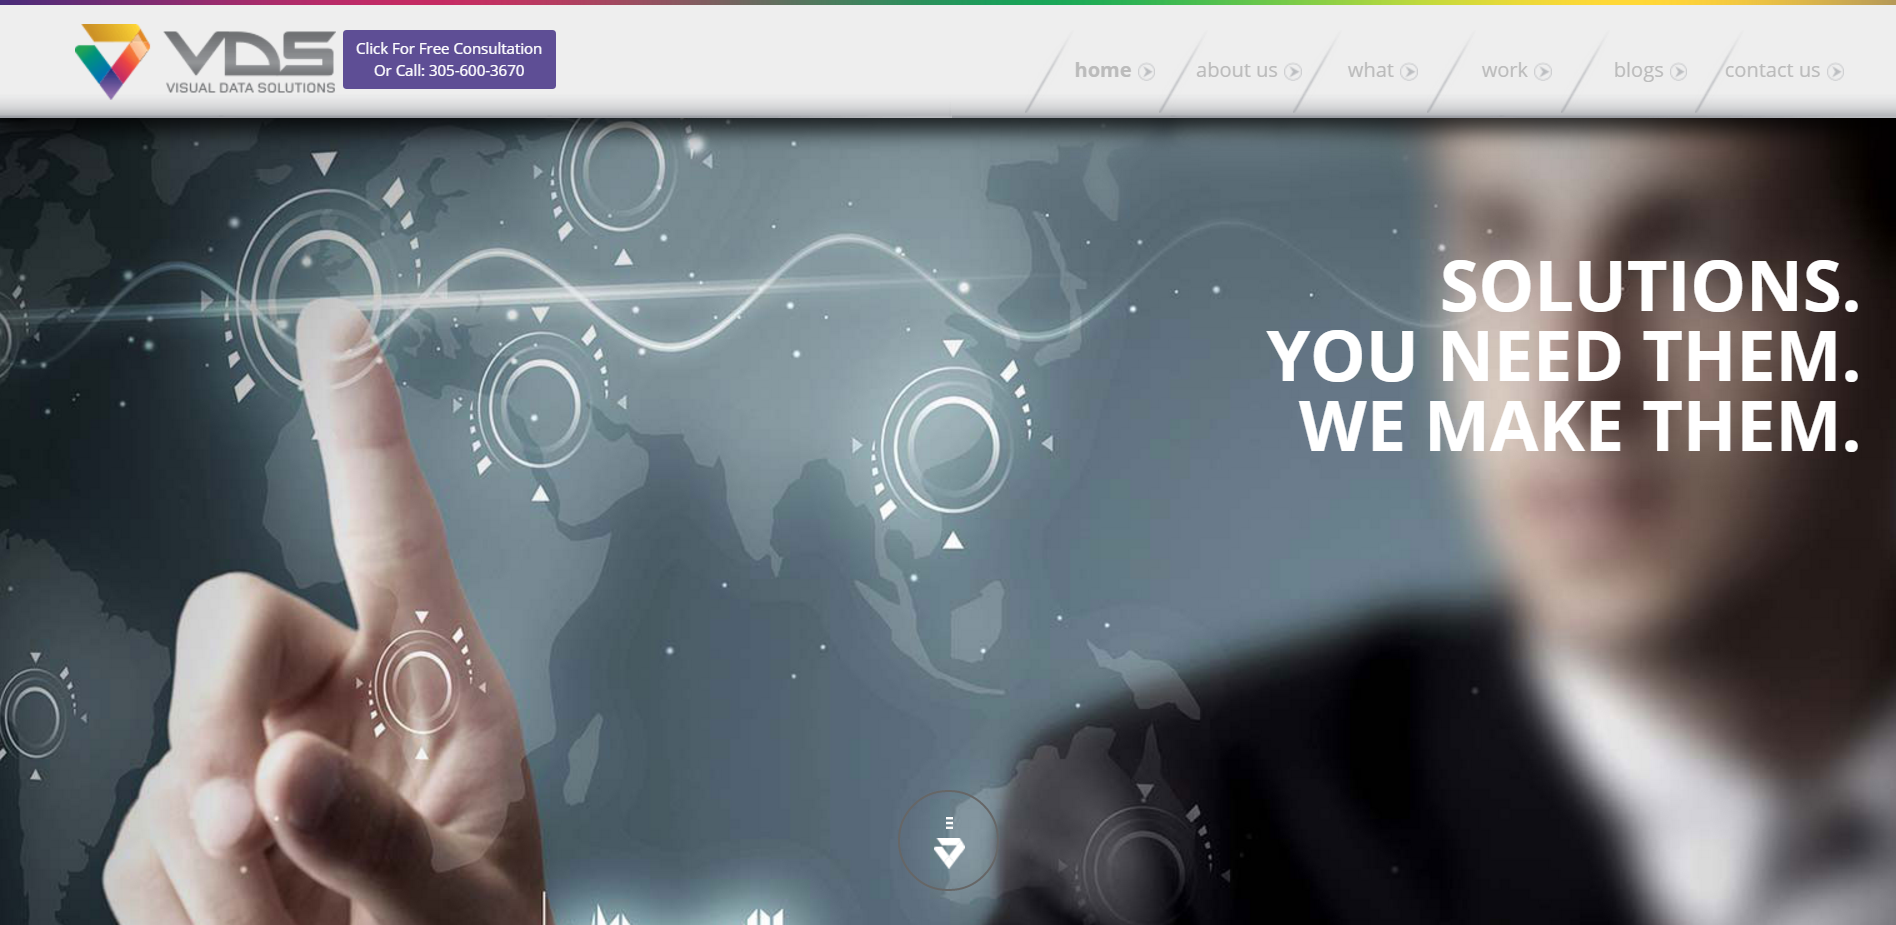 VDS
VISUAL DATA SOLUTIONS
Click For Free Consultation
Or Call: 305-600-3670
home
about us
what
work
blogs
contact us
SOLUTIONS.
YOU NEED THEM.
WE MAKE THEM.